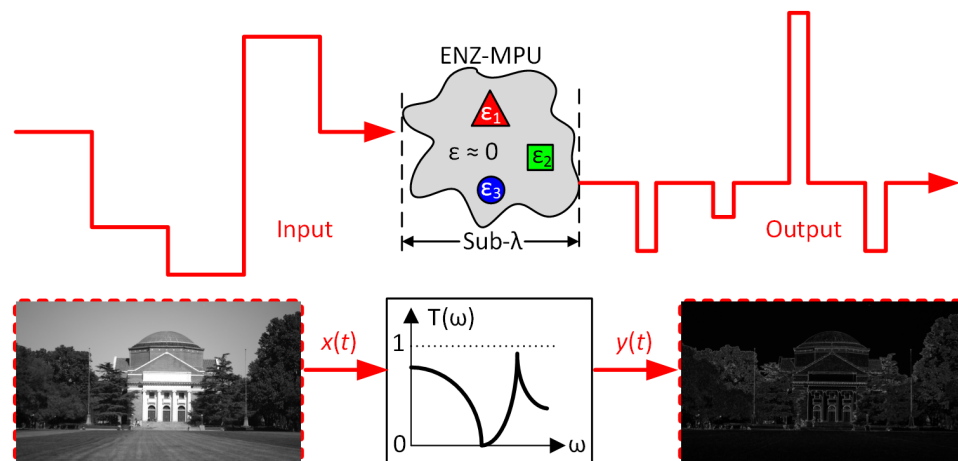 ENZ-MPU
ε₁
ε ≈ 0
ε₂
ε₃
Input
Sub-λ
Output
T(ω)
1
x(t)
y(t)
0
ω